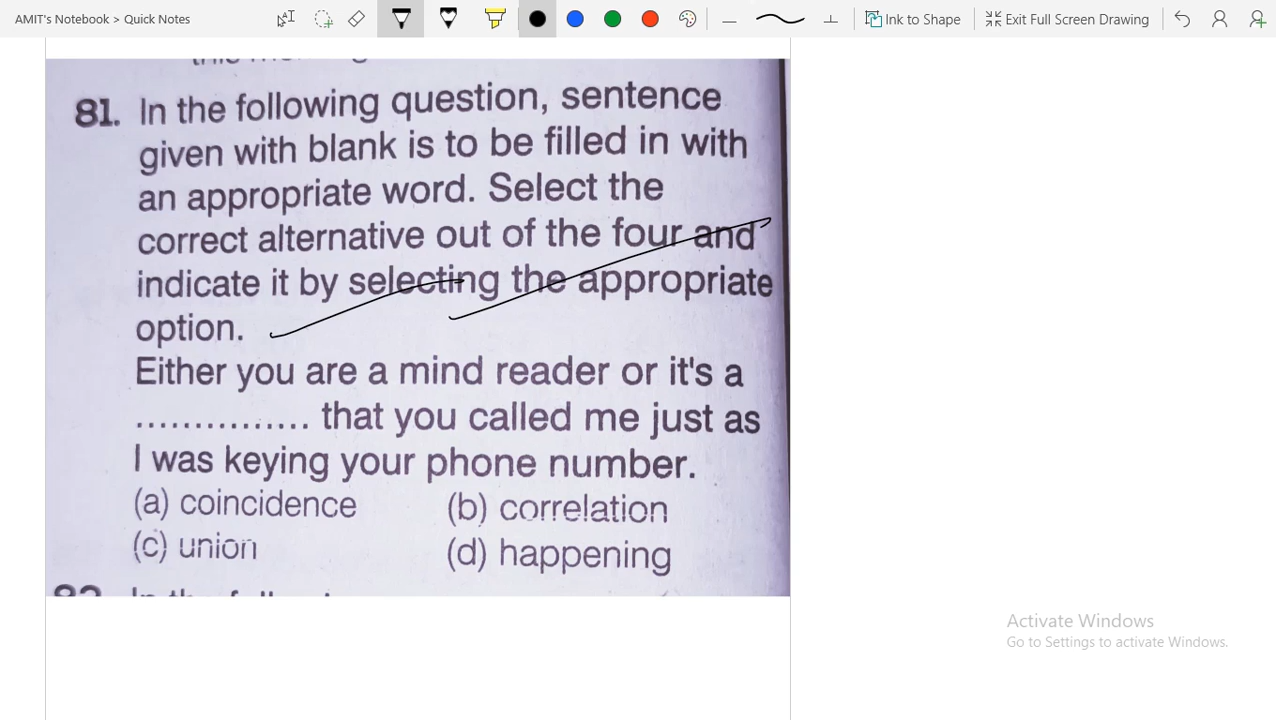 AMIT's Notebook > Quick Notes
Ink to Shape
Exit Full Screen Drawing
81. In the following question, sentence
given with blank is to be filled in with
an appropriate word. Select the
correct alternative out of the four and
indicate it by selecting the appropriate
option.
Either you are a mind reader or it's a
............... that you called me just as
I was keying your phone number.
(a) coincidence (b) correlation
(c) union (d) happening
Activate Windows
Go to Settings to activate Windows.